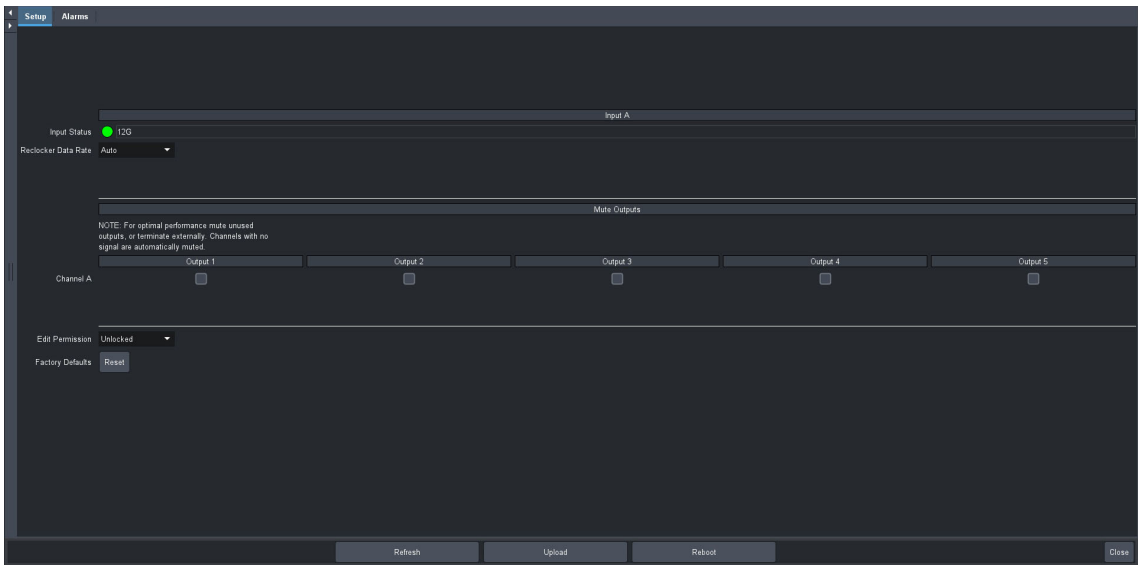 Setup Alarms
Input A
Input Status 12G
Reclocker Data Rate Auto
Mute Outputs
NOTE: For optimal performance mute unused
outputs, or terminate externally. Channels with no
signal are automatically muted.
Output 1 Output 2 Output 3 Output 4 Output 5
Channel A
Edit Permission Unlocked
Factory Defaults Reset
Refresh Upload Reboot Close